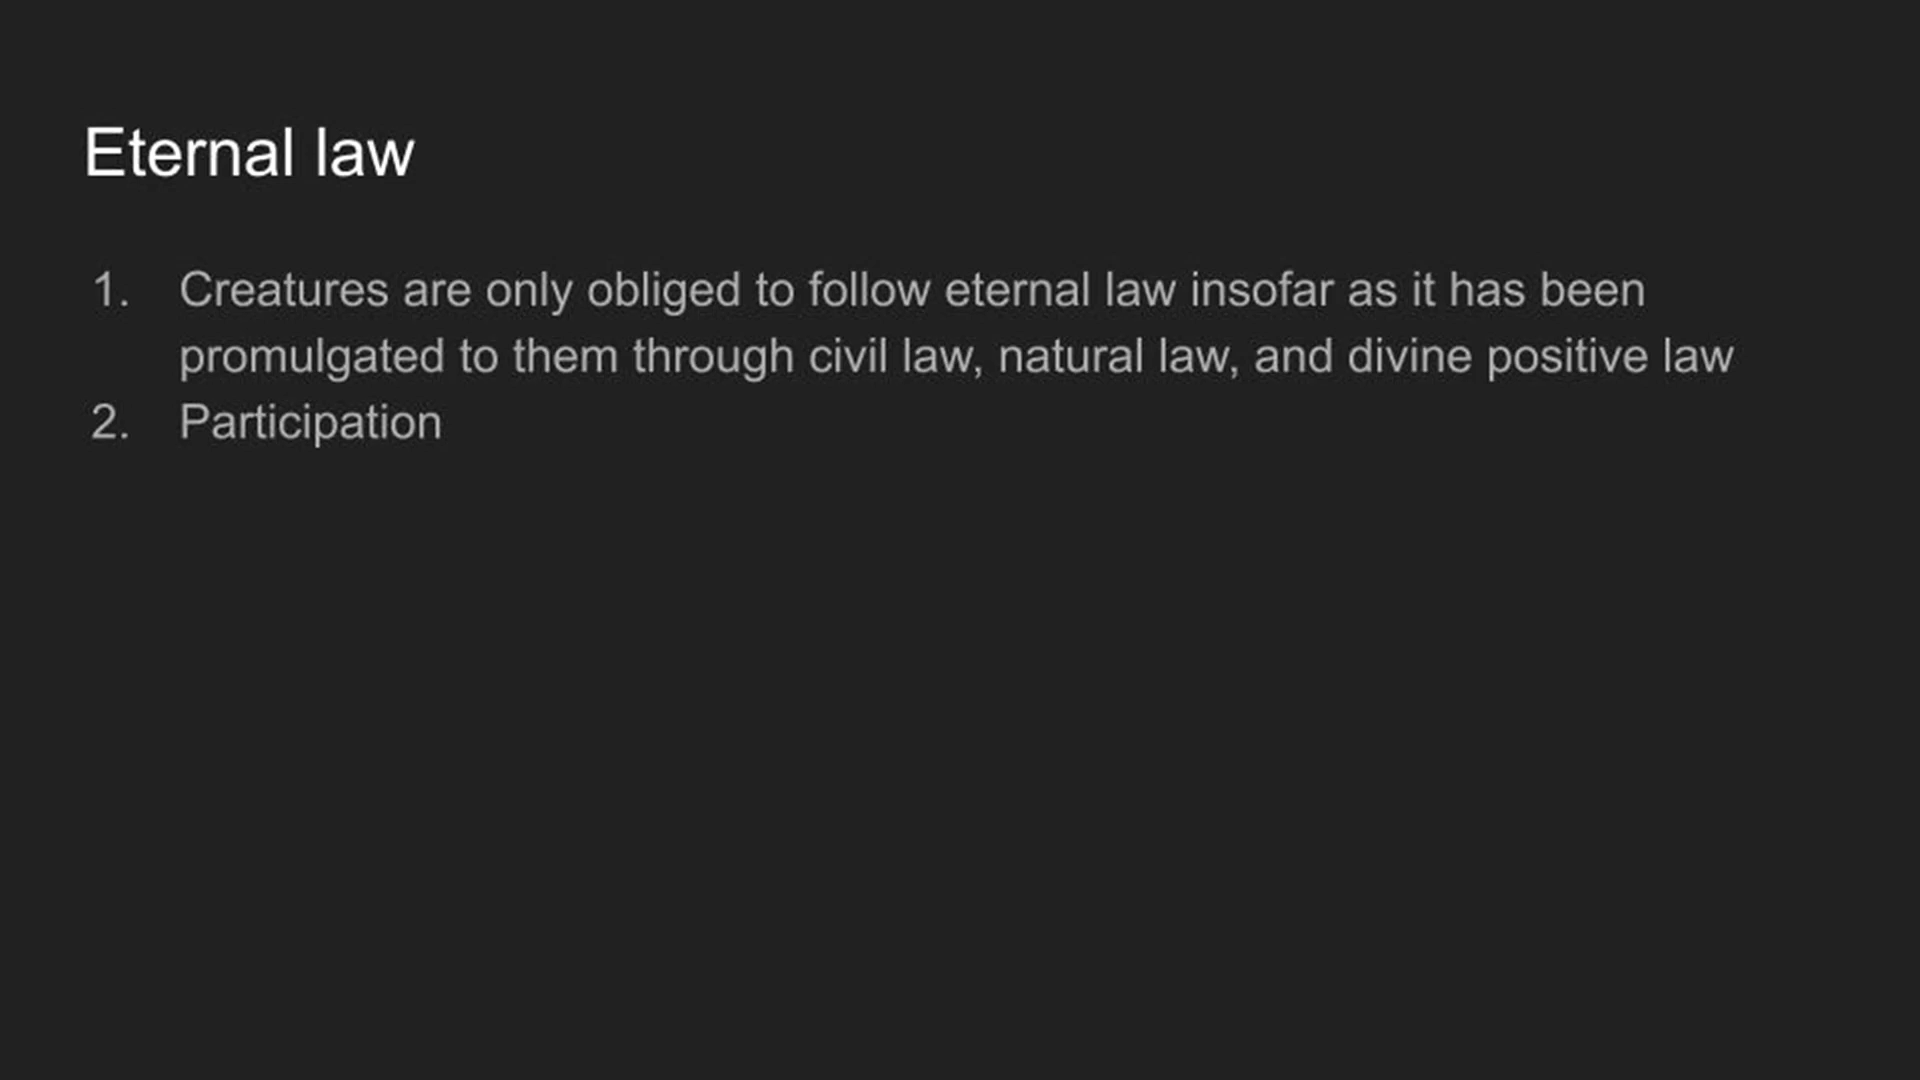 Eternal law
1. Creatures are only obliged to follow eternal law insofar as it has been
promulgated to them through civil law, natural law, and divine positive law
2. Participation